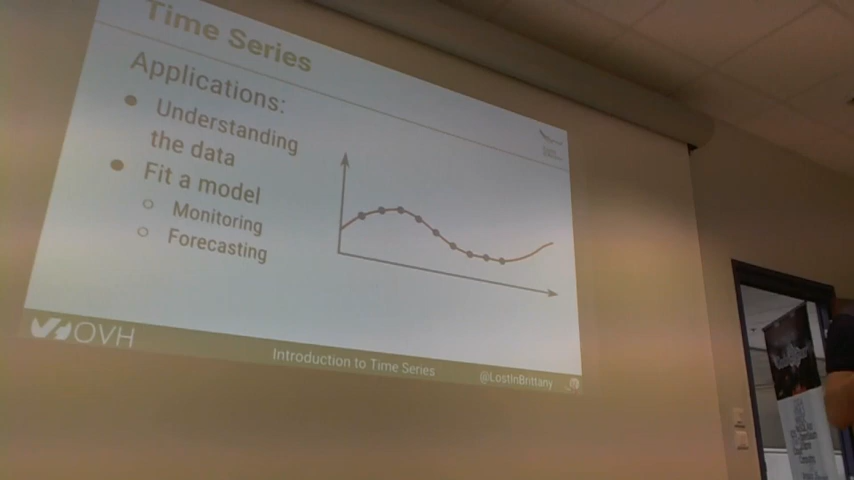 Time Series
Applications:
Understanding
the data
Fit a model
Monitoring
Forecasting
OVH
Introduction to Time Series
@LostInBrittany